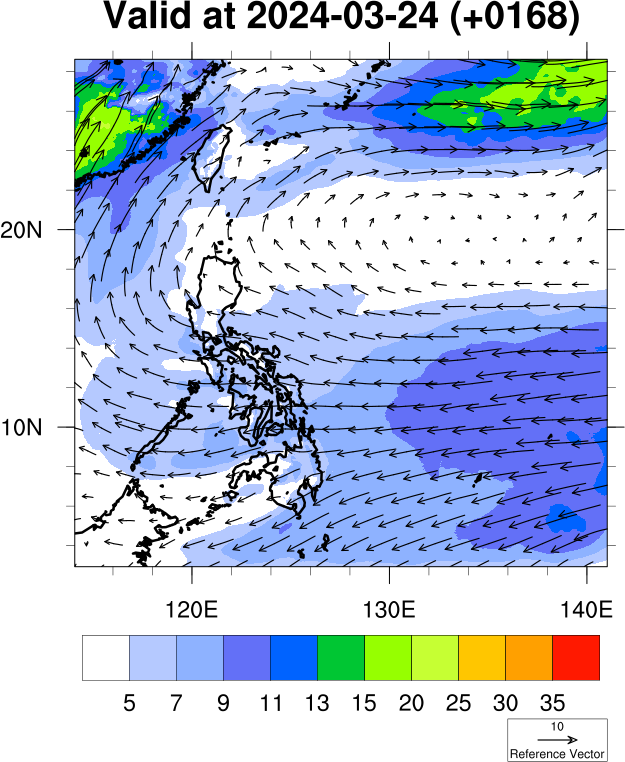 Valid at 2024-03-24 (+0168)
20N
10N
120E 130E 140E
5 7 9 11 13 15 20 25 30 35
10
Reference Vector